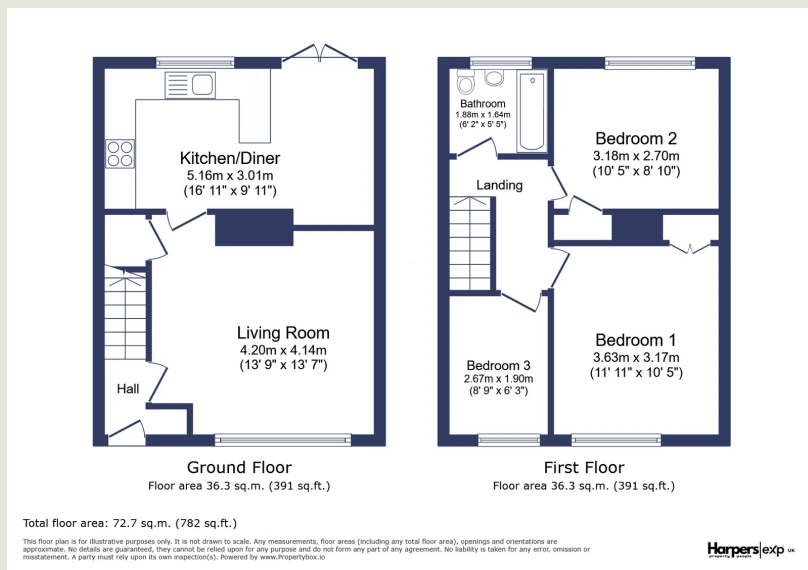 Kitchen/Diner
5.16m x 3.01m
(16' 11" x 9' 11")
Living Room
4.20m x 4.14m
(13' 9" x 13' 7")
Hall
Ground Floor
Floor area 36.3 sq.m. (391 sq.ft.)
Bathroom
1.88m x 1.64m
(6' 2" x 5' 5")
Bedroom 2
3.18m x 2.70m
(10' 5" x 8' 10")
Landing
Bedroom 1
3.63m x 3.17m
(11' 11" x 10' 5")
Bedroom 3
2.67m x 1.90m
(8' 9" x 6' 3")
First Floor
Floor area 36.3 sq.m. (391 sq.ft.)
Total floor area: 72.7 sq.m. (782 sq.ft.)
This floor plan is for illustrative purposes only. It is not drawn to scale. Any measurements, floor areas (including any total floor area), openings and orientations are
approximate. No details are guaranteed, they cannot be relied upon for any purpose and do not form any part of any agreement. No liability is taken for any error, omission or
misstatement. A party must rely upon its own inspection(s). Powered by www.Propertybox.io
Harpers exp UK
property people